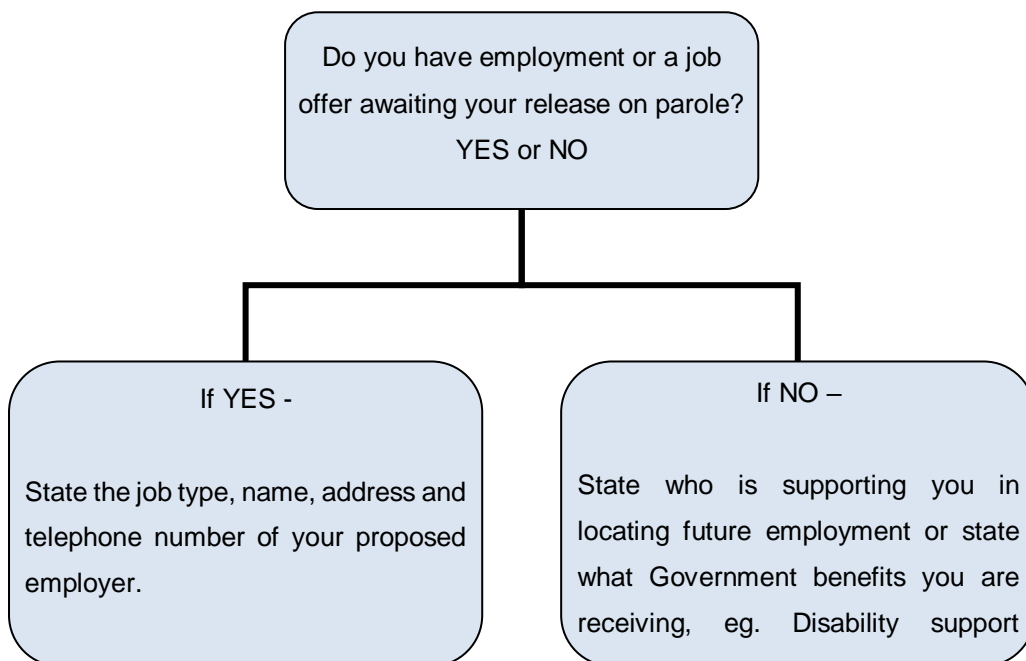 Do you have employment or a job
offer awaiting your release on parole?
YES or NO
If YES -
State the job type, name, address and
telephone number of your proposed
employer.
If NO –
State who is supporting you in
locating future employment or state
what Government benefits you are
receiving, eg. Disability support